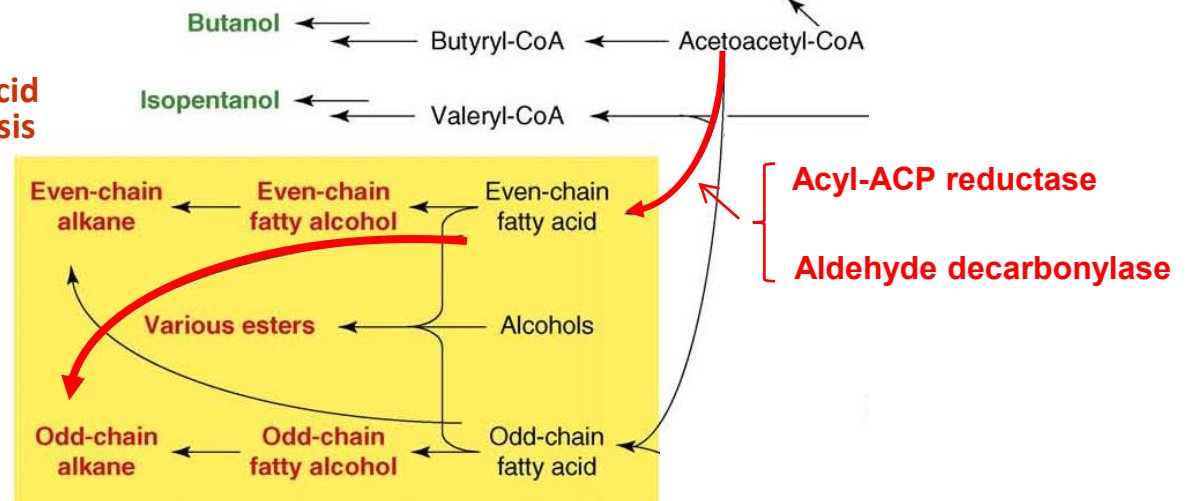 Butanol
Butyryl-CoA
Acetoacetyl-CoA
cid
sis
Isopentanol
Valeryl-CoA
Even-chain
alkane
Even-chain
fatty alcohol
Even-chain
fatty acid
Acyl-ACP reductase
Aldehyde decarbonylase
Various esters
Alcohols
Odd-chain
alkane
Odd-chain
fatty alcohol
Odd-chain
fatty acid